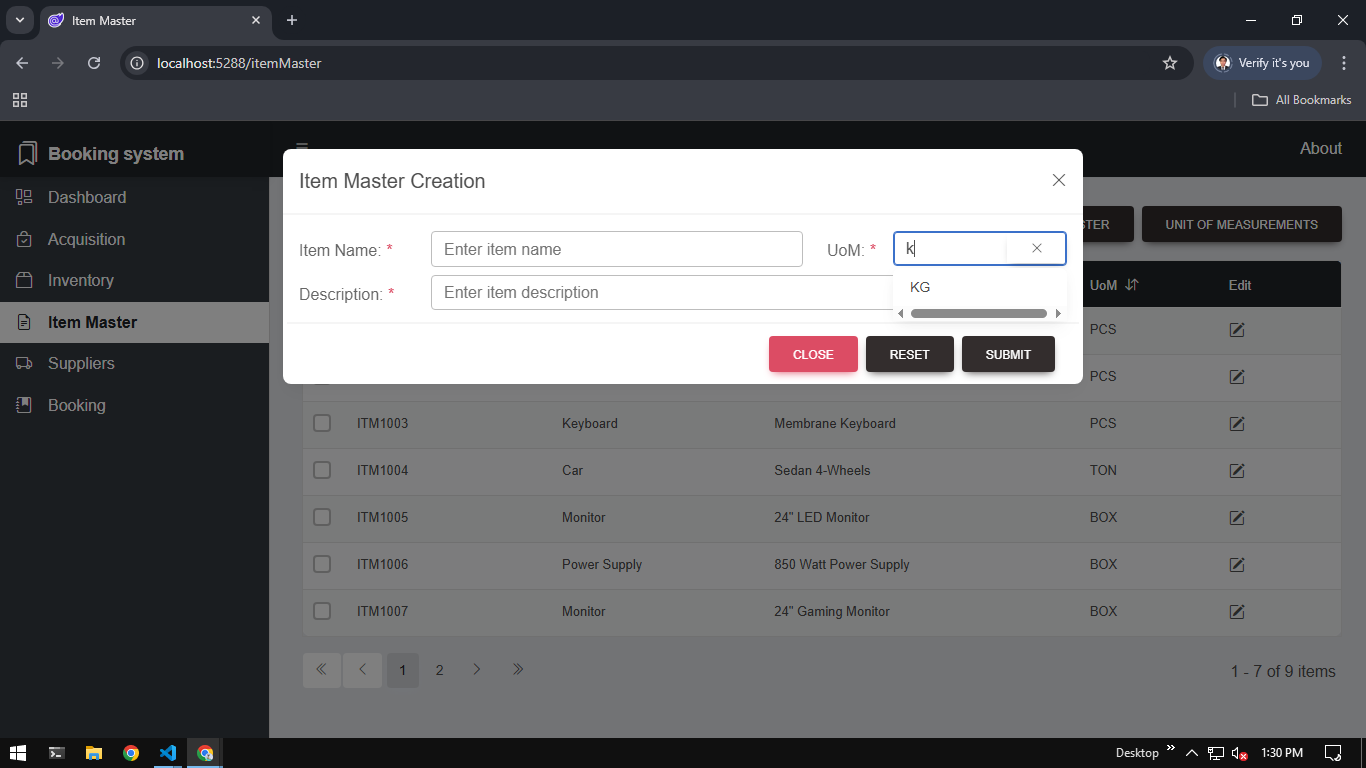 Item Master
localhost:5288/itemMaster
Verify it's you
All Bookmarks
Booking system
About
Dashboard
Acquisition
Inventory
Item Master
Suppliers
Booking
Item Master Creation
Item Name: *
Enter item name
UoM: *
k
KG
Description: *
Enter item description
CLOSE
RESET
SUBMIT
UNIT OF MEASUREMENTS
UoM
Edit
PCS
PCS
ITM1003 Keyboard Membrane Keyboard PCS
ITM1004 Car Sedan 4-Wheels TON
ITM1005 Monitor 24" LED Monitor BOX
ITM1006 Power Supply 850 Watt Power Supply BOX
ITM1007 Monitor 24" Gaming Monitor BOX
1 2
1 - 7 of 9 items
Desktop
1:30 PM